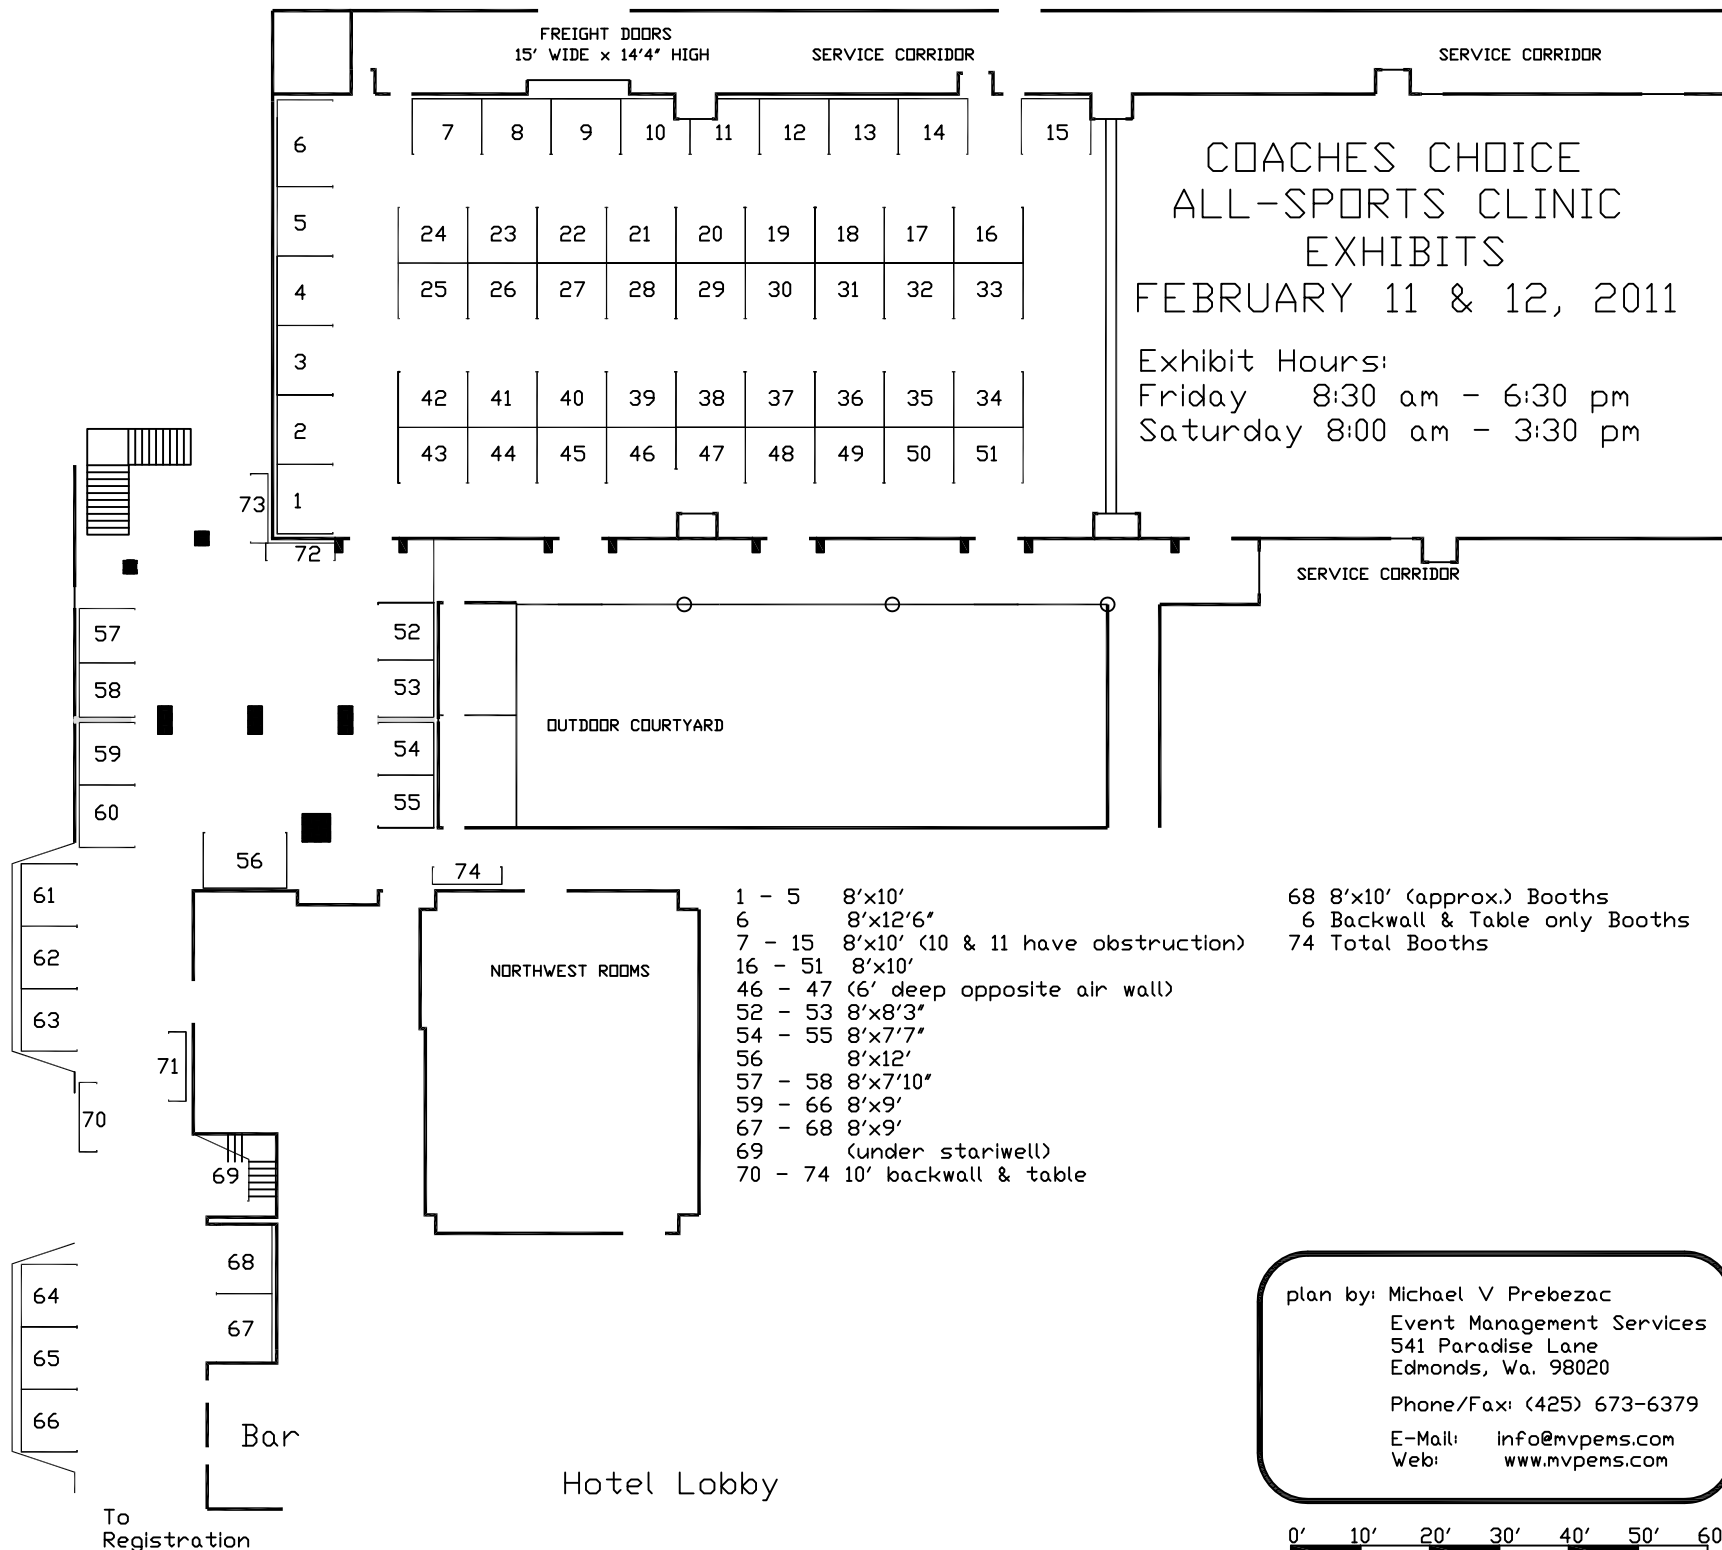 FREIGHT DOORS
15' WIDE x 14'4" HIGH
SERVICE CORRIDOR
SERVICE CORRIDOR
6
7 8 9 10 11 12 13 14 15
COACHES CHOICE
ALL-SPORTS CLINIC
EXHIBITS
FEBRUARY 11 & 12, 2011
Exhibit Hours:
Friday 8:30 am - 6:30 pm
Saturday 8:00 am - 3:30 pm
5
24 23 22 21 20 19 18 17 16
4
25 26 27 28 29 30 31 32 33
3
42 41 40 39 38 37 36 35 34
2
43 44 45 46 47 48 49 50 51
1
73
72
SERVICE CORRIDOR
57
52
58
53
OUTDOOR COURTYARD
59
54
60
55
56
74
61
62
63
NORTHWEST ROOMS
71
70
69
68
67
64
65
66
1 - 5 8'x10'
6 8'x12'6"
7 - 15 8'x10' (10 & 11 have obstruction)
16 - 51 8'x10'
46 - 47 (6' deep opposite air wall)
52 - 53 8'x8'3"
54 - 55 8'x7'7"
56 8'x12'
57 - 58 8'x7'10"
59 - 66 8'x9'
67 - 68 8'x9'
69 (under stariwell)
70 - 74 10' backwall & table
68 8'x10' (approx.) Booths
6 Backwall & Table only Booths
74 Total Booths
Bar
Hotel Lobby
To
Registration
plan by: Michael V Prebezac
Event Management Services
541 Paradise Lane
Edmonds, Wa. 98020
Phone/Fax: (425) 673-6379
E-Mail: info@mvpems.com
Web: www.mvpems.com
0' 10' 20' 30' 40' 50' 60